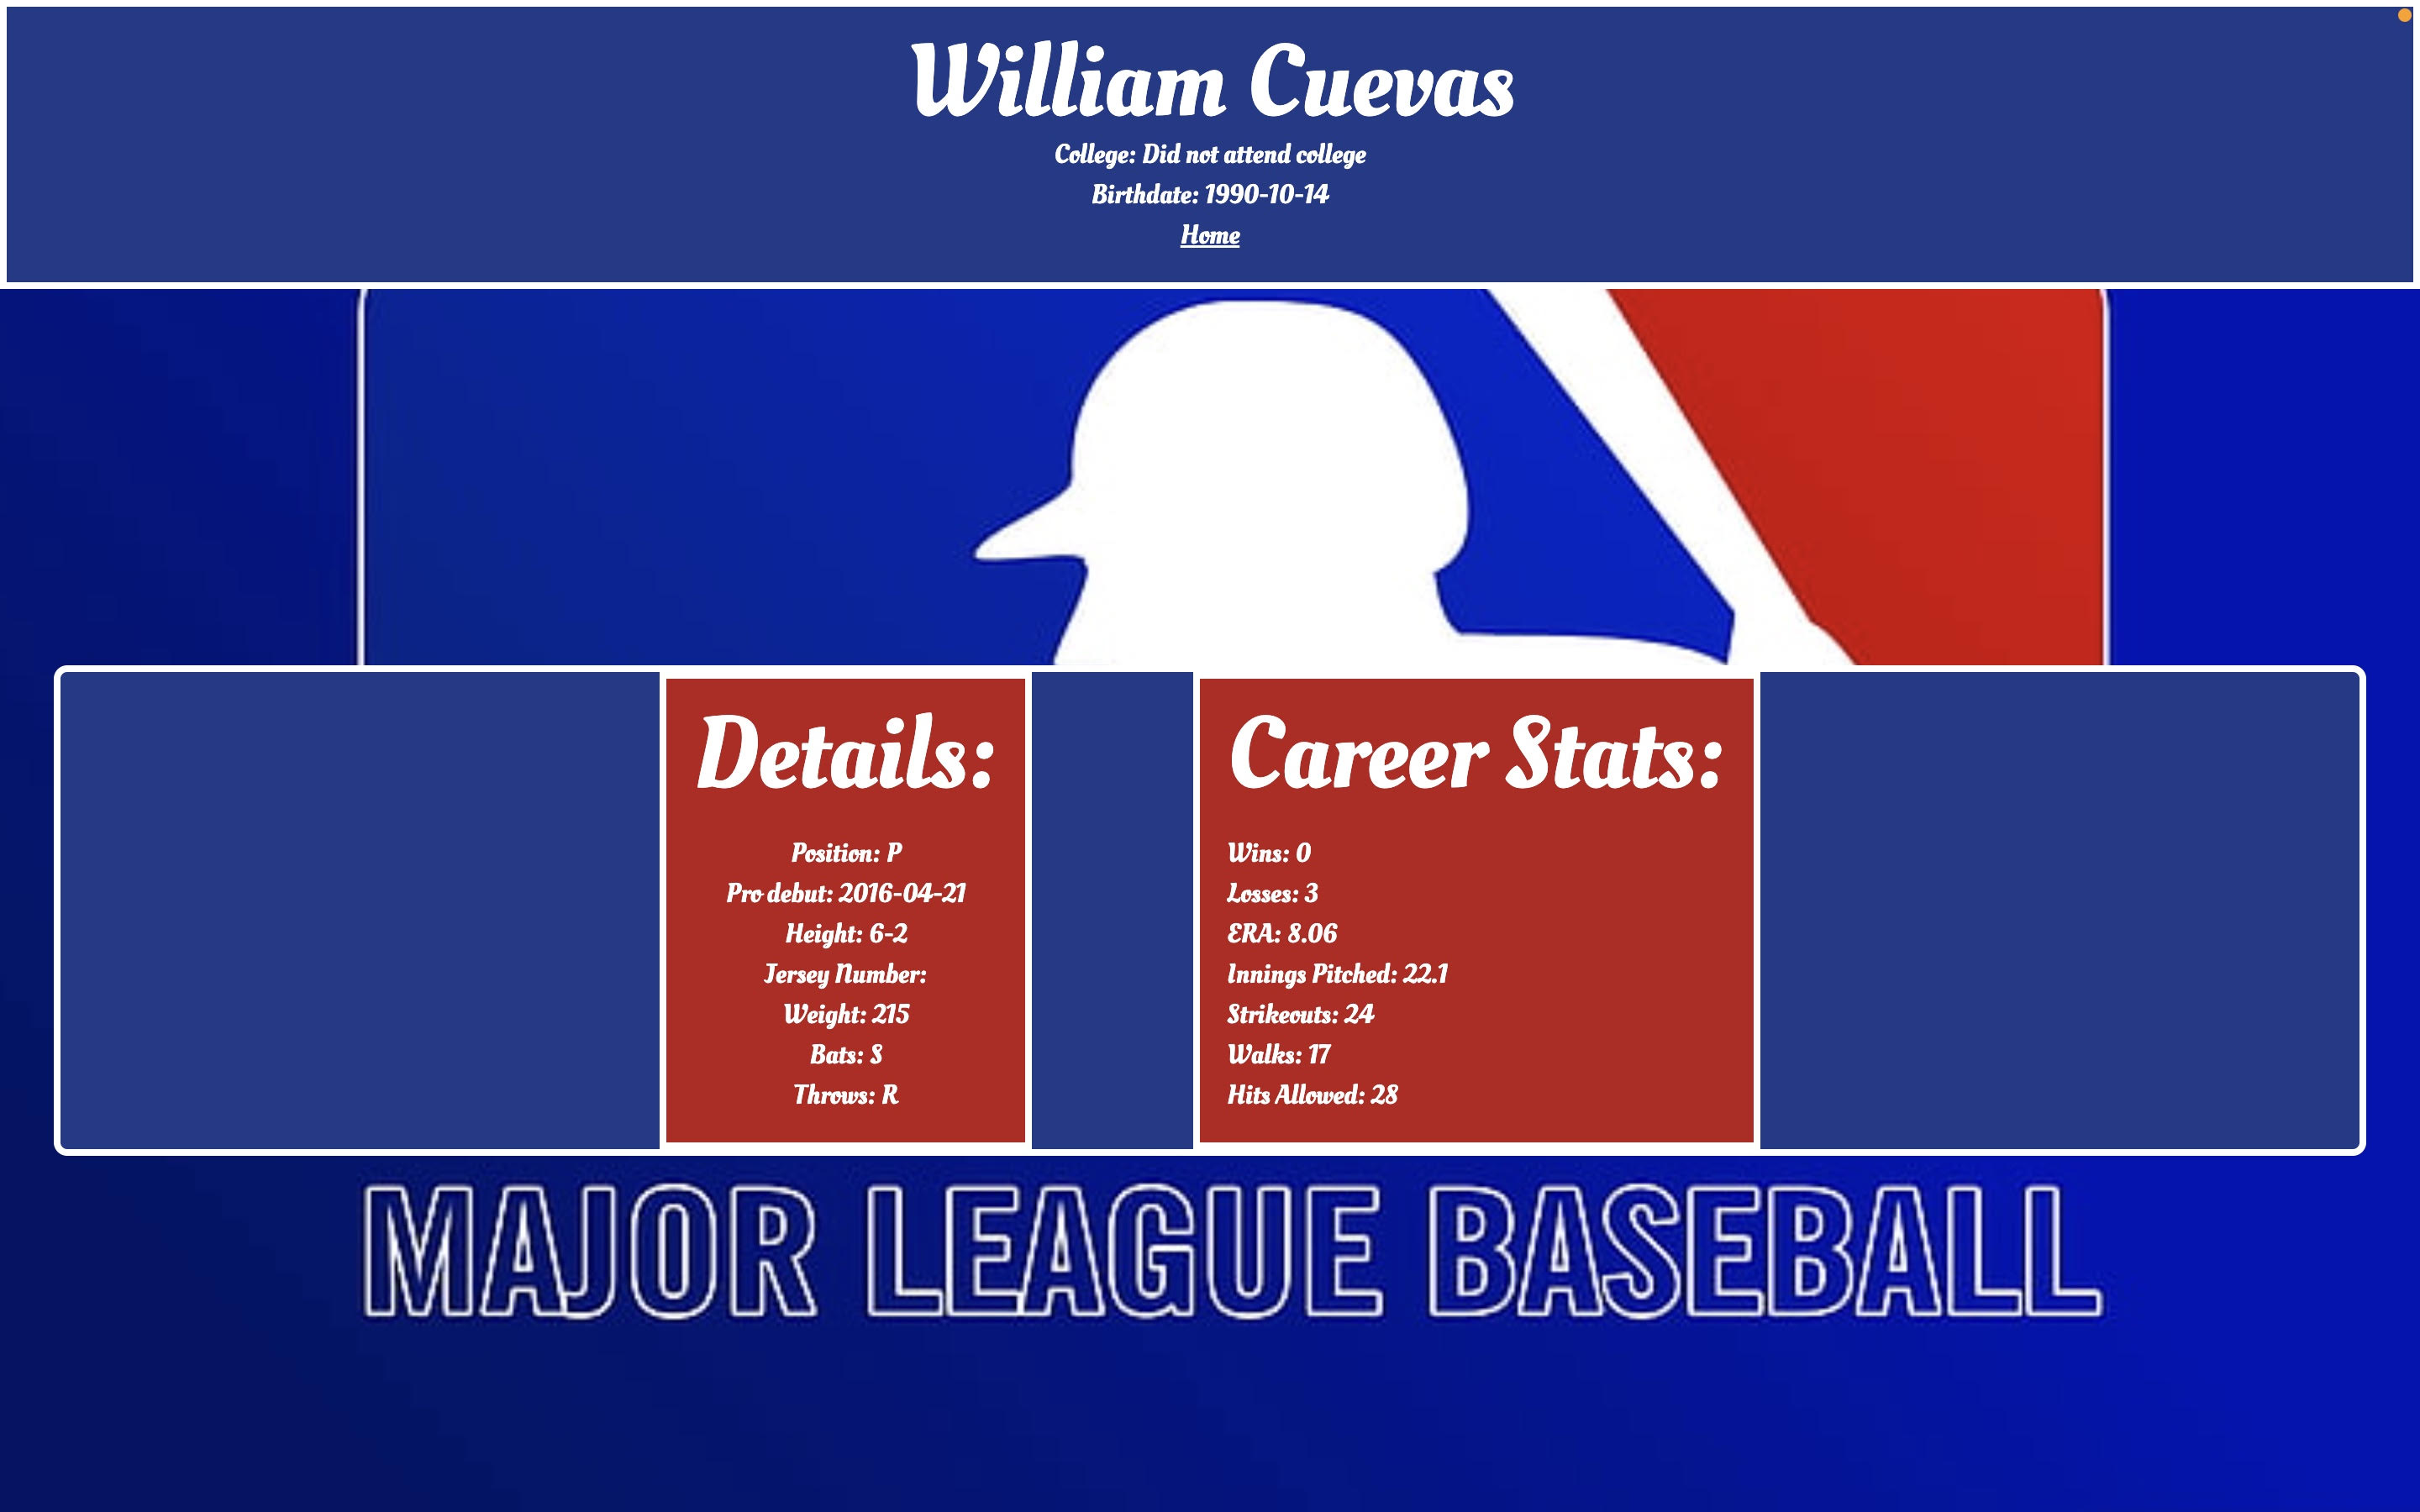 William Cuevas
College: Did not attend college
Birthdate: 1990-10-14
Home
Details:
Position: P
Pro debut: 2016-04-21
Height: 6-2
Jersey Number:
Weight: 215
Bats: S
Throws: R
Career Stats:
Wins: 0
Losses: 3
ERA: 8.06
Innings Pitched: 22.1
Strikeouts: 24
Walks: 17
Hits Allowed: 28
MAJOR LEAGUE BASEBALL